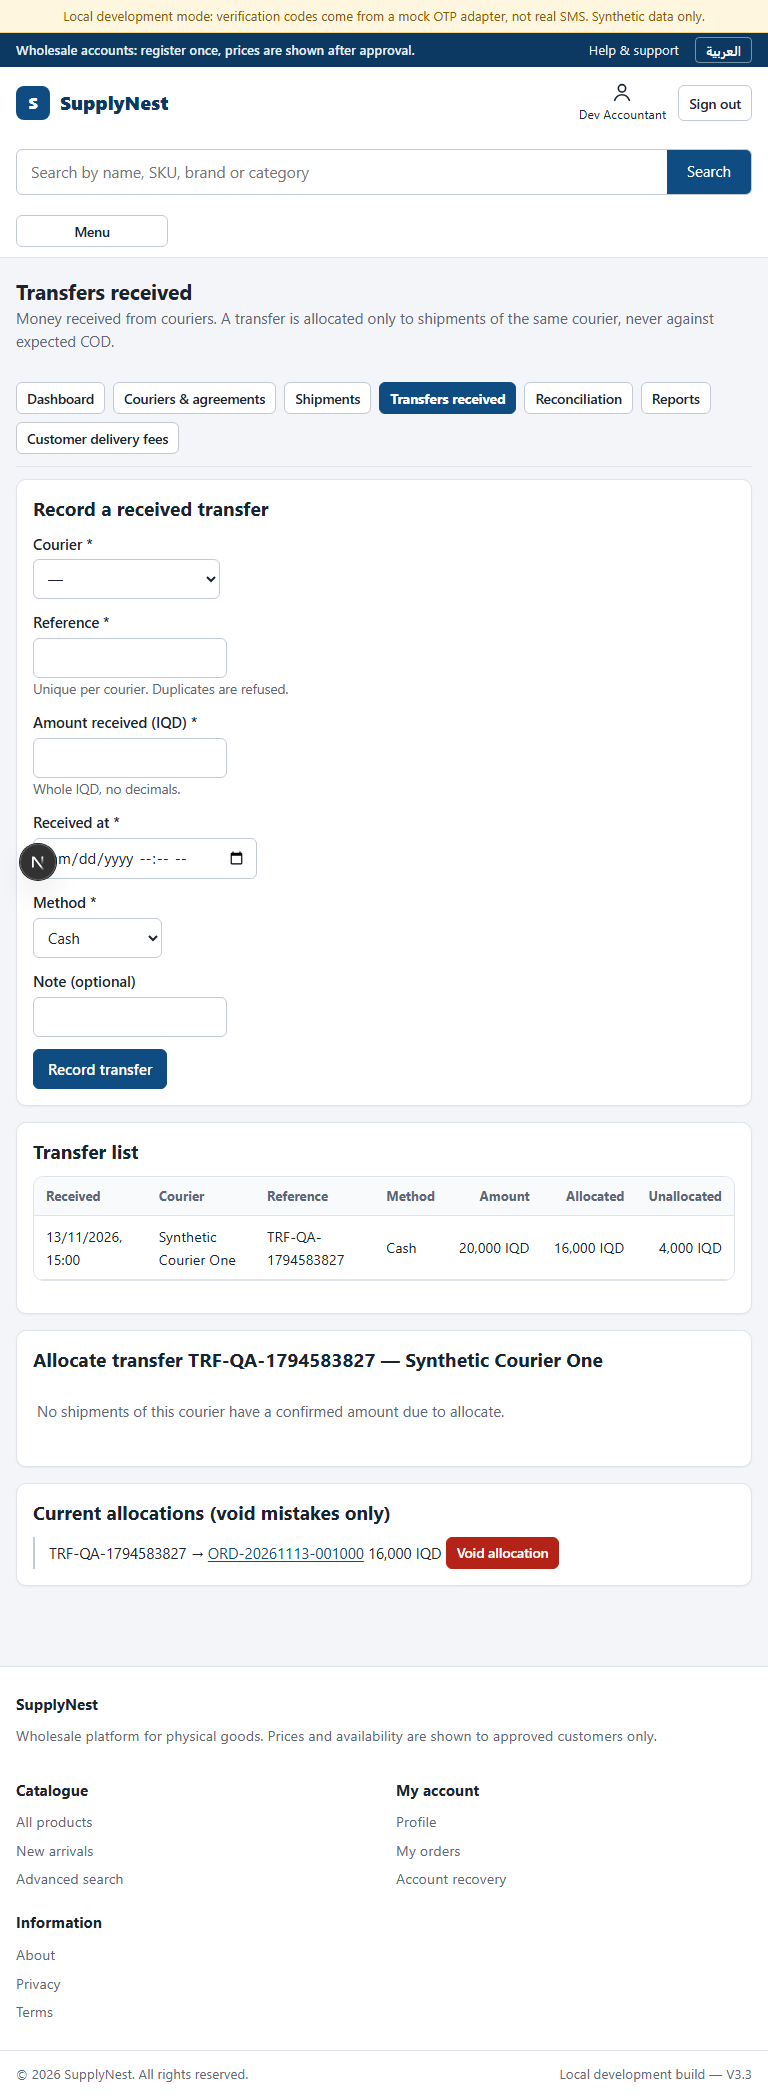 Local development mode: verification codes come from a mock OTP adapter, not real SMS. Synthetic data only.
Wholesale accounts: register once, prices are shown after approval.
Help & support
العربية
S
SupplyNest
Dev Accountant
Sign out
Search by name, SKU, brand or category
Search
Menu
Transfers received
Money received from couriers. A transfer is allocated only to shipments of the same courier, never against
expected COD.
Dashboard
Couriers & agreements
Shipments
Transfers received
Reconciliation
Reports
Customer delivery fees
Record a received transfer
Courier *
—
Reference *
Unique per courier. Duplicates are refused.
Amount received (IQD) *
Whole IQD, no decimals.
Received at *
N
m/dd/yyyy --:-- --
Method *
Cash
Note (optional)
Record transfer
Transfer list
Received Courier Reference Method Amount Allocated Unallocated
13/11/2026, Synthetic TRF-QA-
15:00 Courier One 1794583827 Cash 20,000 IQD 16,000 IQD 4,000 IQD
Allocate transfer TRF-QA-1794583827 — Synthetic Courier One
No shipments of this courier have a confirmed amount due to allocate.
Current allocations (void mistakes only)
TRF-QA-1794583827 → ORD-20261113-001000 16,000 IQD Void allocation
SupplyNest
Wholesale platform for physical goods. Prices and availability are shown to approved customers only.
Catalogue
All products
New arrivals
Advanced search
My account
Profile
My orders
Account recovery
Information
About
Privacy
Terms
© 2026 SupplyNest. All rights reserved.
Local development build — V3.3